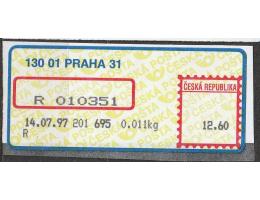 130 01 PRAHA 31
ČESKÁ REPUBLIKA
R 010351
14.07.97 201 695 0.011kg 12.60
R